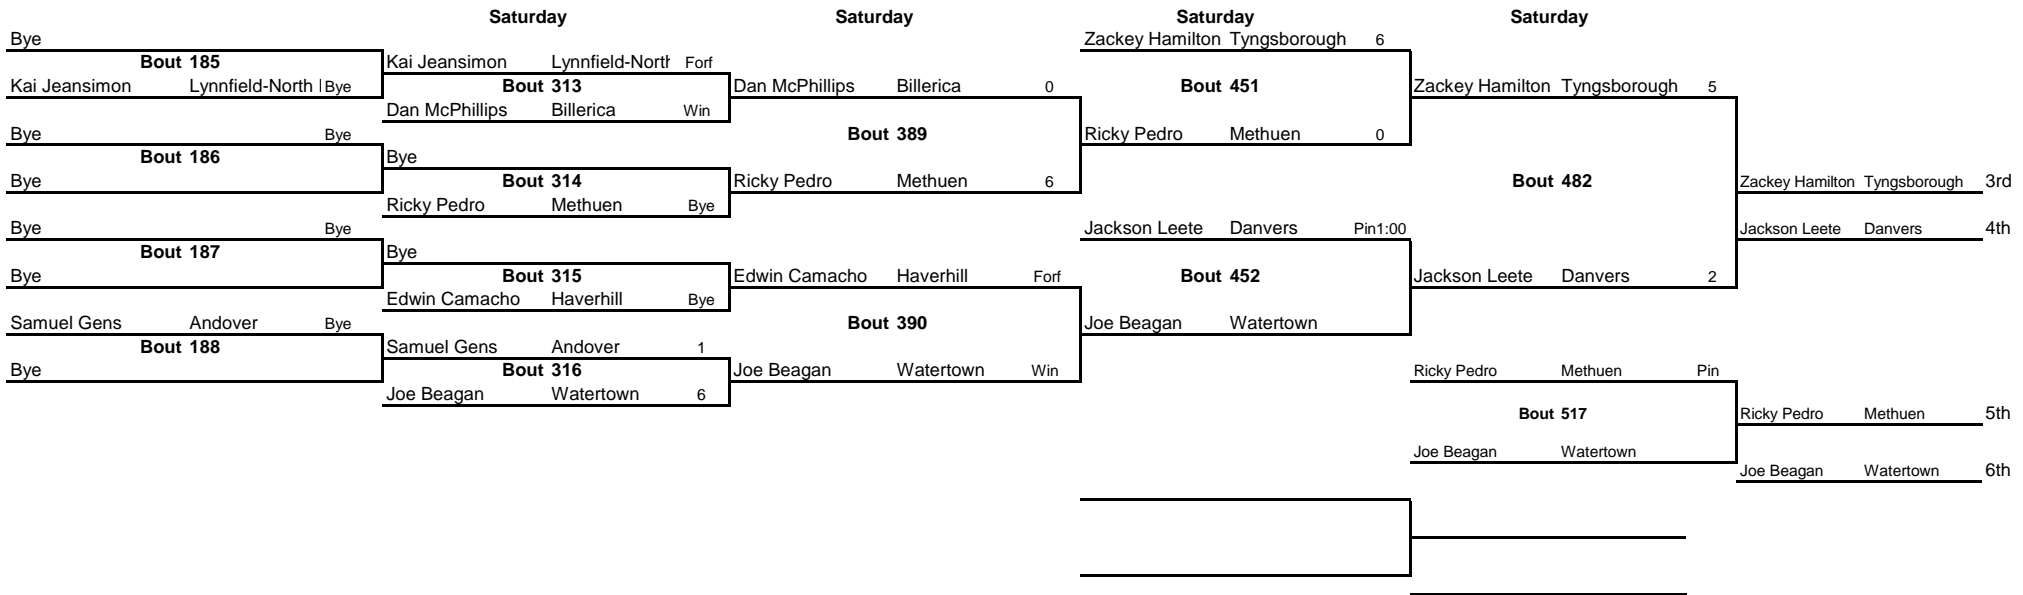 Saturday Saturday Saturday Saturday
Bye Zackey Hamilton Tyngsborough 6
Bout 185 Kai Jeansimon Lynnfield-North Forf
Kai Jeansimon Lynnfield-North Bye Bout 313 Dan McPhillips Billerica 0 Bout 451 Zackey Hamilton Tyngsborough 5
Dan McPhillips Billerica Win
Bye Bye Bout 389 Ricky Pedro Methuen 0
Bout 186 Bye
Bye Bout 314 Ricky Pedro Methuen 6 Bout 482 Zackey Hamilton Tyngsborough 3rd
Ricky Pedro Methuen Bye
Bye Bye Jackson Leete Danvers Pin1:00 Jackson Leete Danvers 4th
Bout 187 Bye
Bye Bout 315 Edwin Camacho Haverhill Forf Bout 452 Jackson Leete Danvers 2
Edwin Camacho Haverhill Bye
Samuel Gens Andover Bye Bout 390 Joe Beagan Watertown
Bout 188 Samuel Gens Andover 1
Bye Bout 316 Joe Beagan Watertown Win Ricky Pedro Methuen Pin
Joe Beagan Watertown 6
Bout 517 Ricky Pedro Methuen 5th
Joe Beagan Watertown
Joe Beagan Watertown 6th